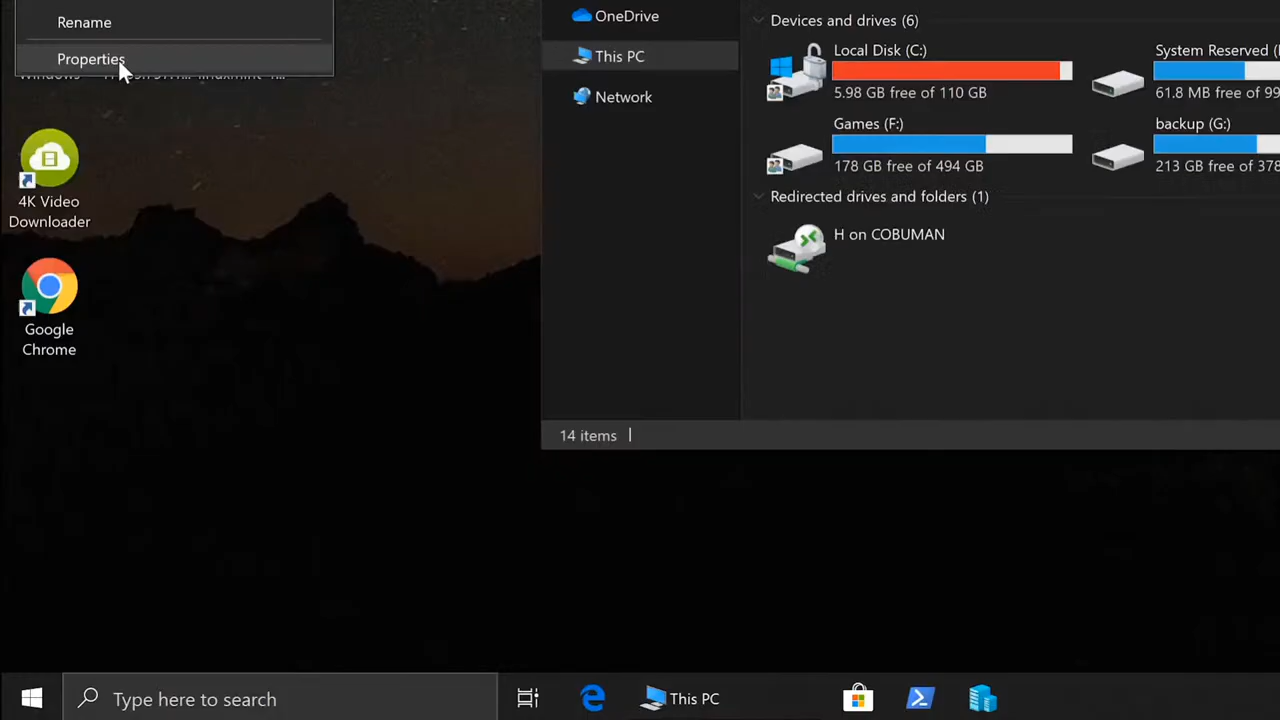 Rename
Properties
Windows
4K Video
Downloader
Google
Chrome
OneDrive
This PC
Network
Devices and drives (6)
Local Disk (C:)
5.98 GB free of 110 GB
System Reserved (
61.8 MB free of 99
Games (F:)
178 GB free of 494 GB
backup (G:)
213 GB free of 378
Redirected drives and folders (1)
H on COBUMAN
14 items
Type here to search
This PC